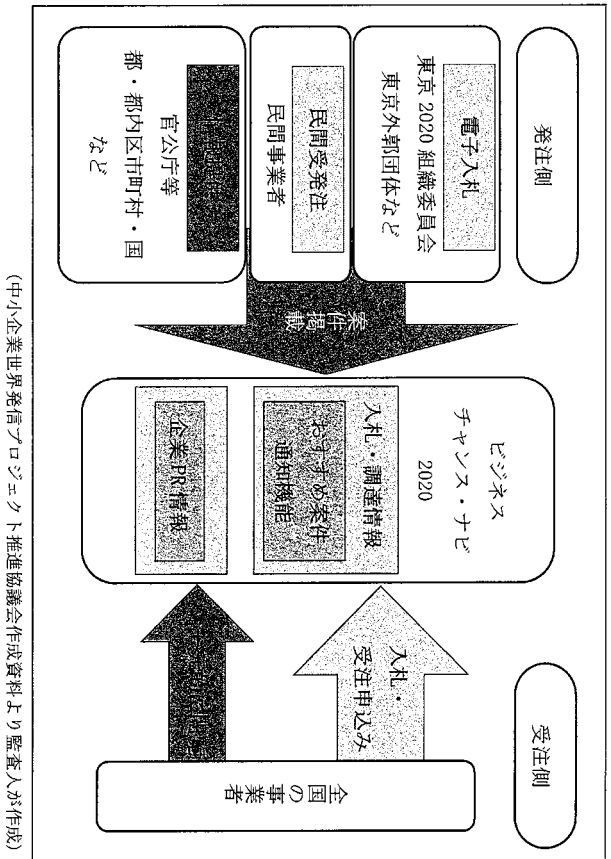 発注側
電子入札
東京 2020 組織委員会
東京外郭団体など
民間受発注
民間事業者
官公庁等
都・都内区市町村・国
など
案件掲載
ビジネス
チャンス・ナビ
2020
入札・調達情報
おすすめ案件
通知機能
企業 PR 情報
受注側
入札・
受注申込み
全国の事業者
(中小企業世界発信プロジェクト推進協議会作成資料より監査人が作成)